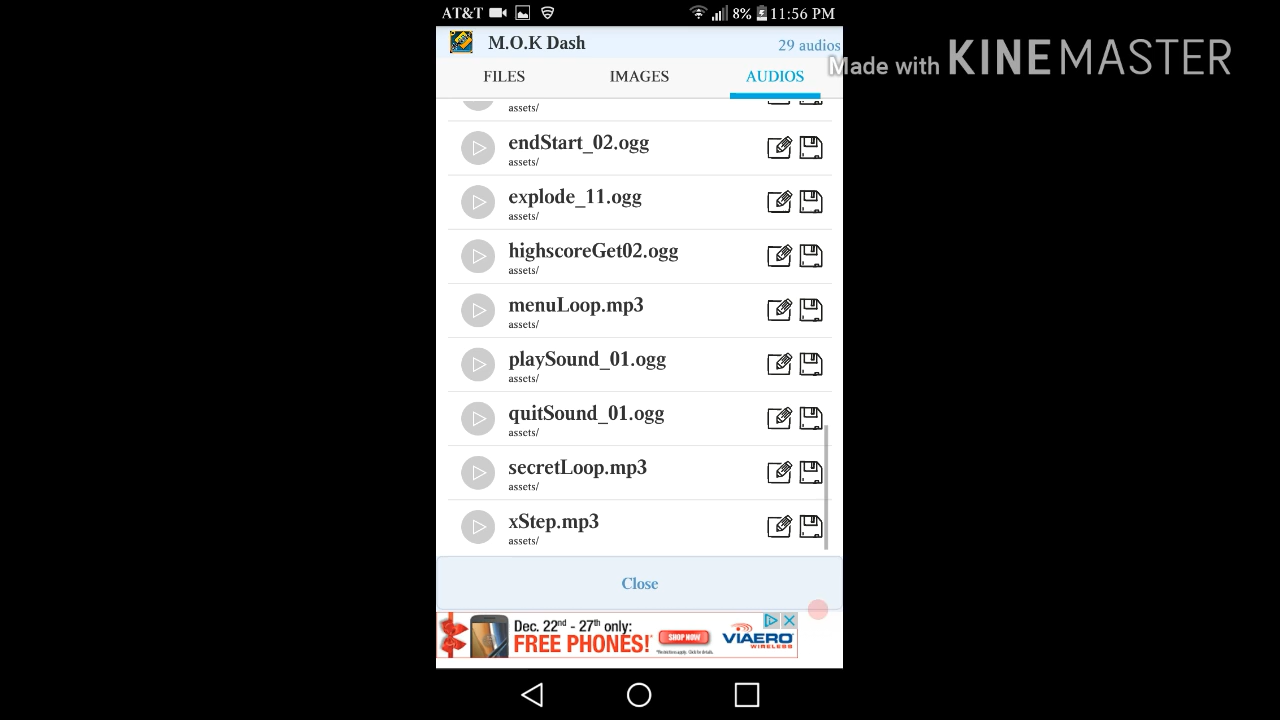 AT&T 8% 11:56 PM
M.O.K Dash 29 audios
Made with KINEMASTER
FILES IMAGES AUDIOS
assets/
endStart_02.ogg
assets/
explode_11.ogg
assets/
highscoreGet02.ogg
assets/
menuLoop.mp3
assets/
playSound_01.ogg
assets/
quitSound_01.ogg
assets/
secretLoop.mp3
assets/
xStep.mp3
assets/
Close
Dec. 22nd - 27th only:
FREE PHONES!*
SHOP NOW
VIAERO
WIRELESS